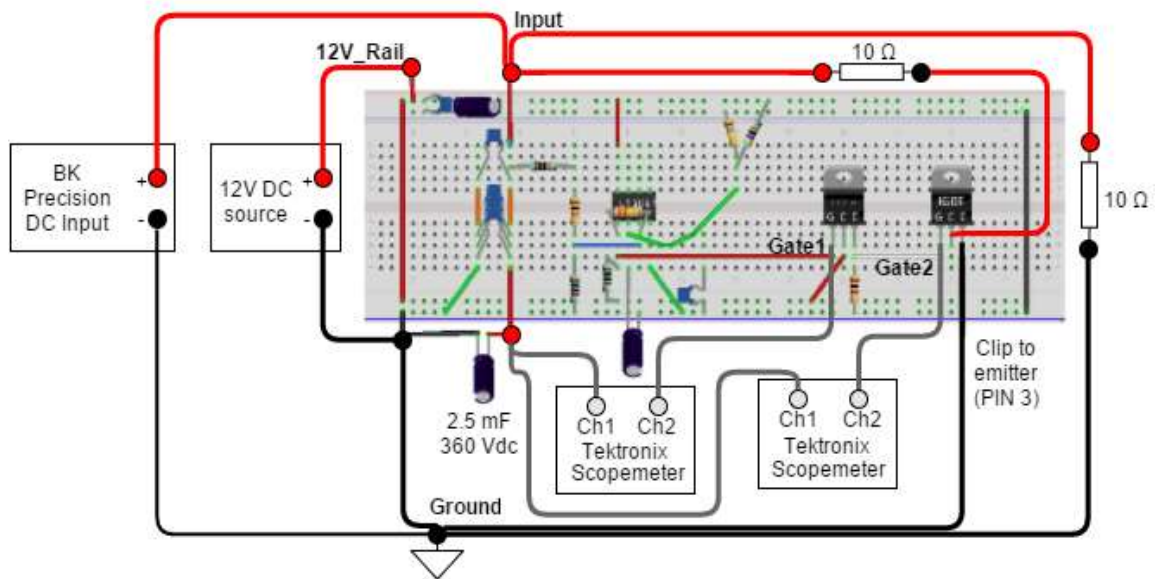 Input
12V_Rail
10 Ω
BK
Precision
DC Input
+
-
12V DC
source
+
-
10 Ω
IGBT
G C E
G C E
Gate1
Gate2
2.5 mF
360 Vdc
Ch1 Ch2
Tektronix
Scopemeter
Ch1 Ch2
Tektronix
Scopemeter
Clip to
emitter
(PIN 3)
Ground